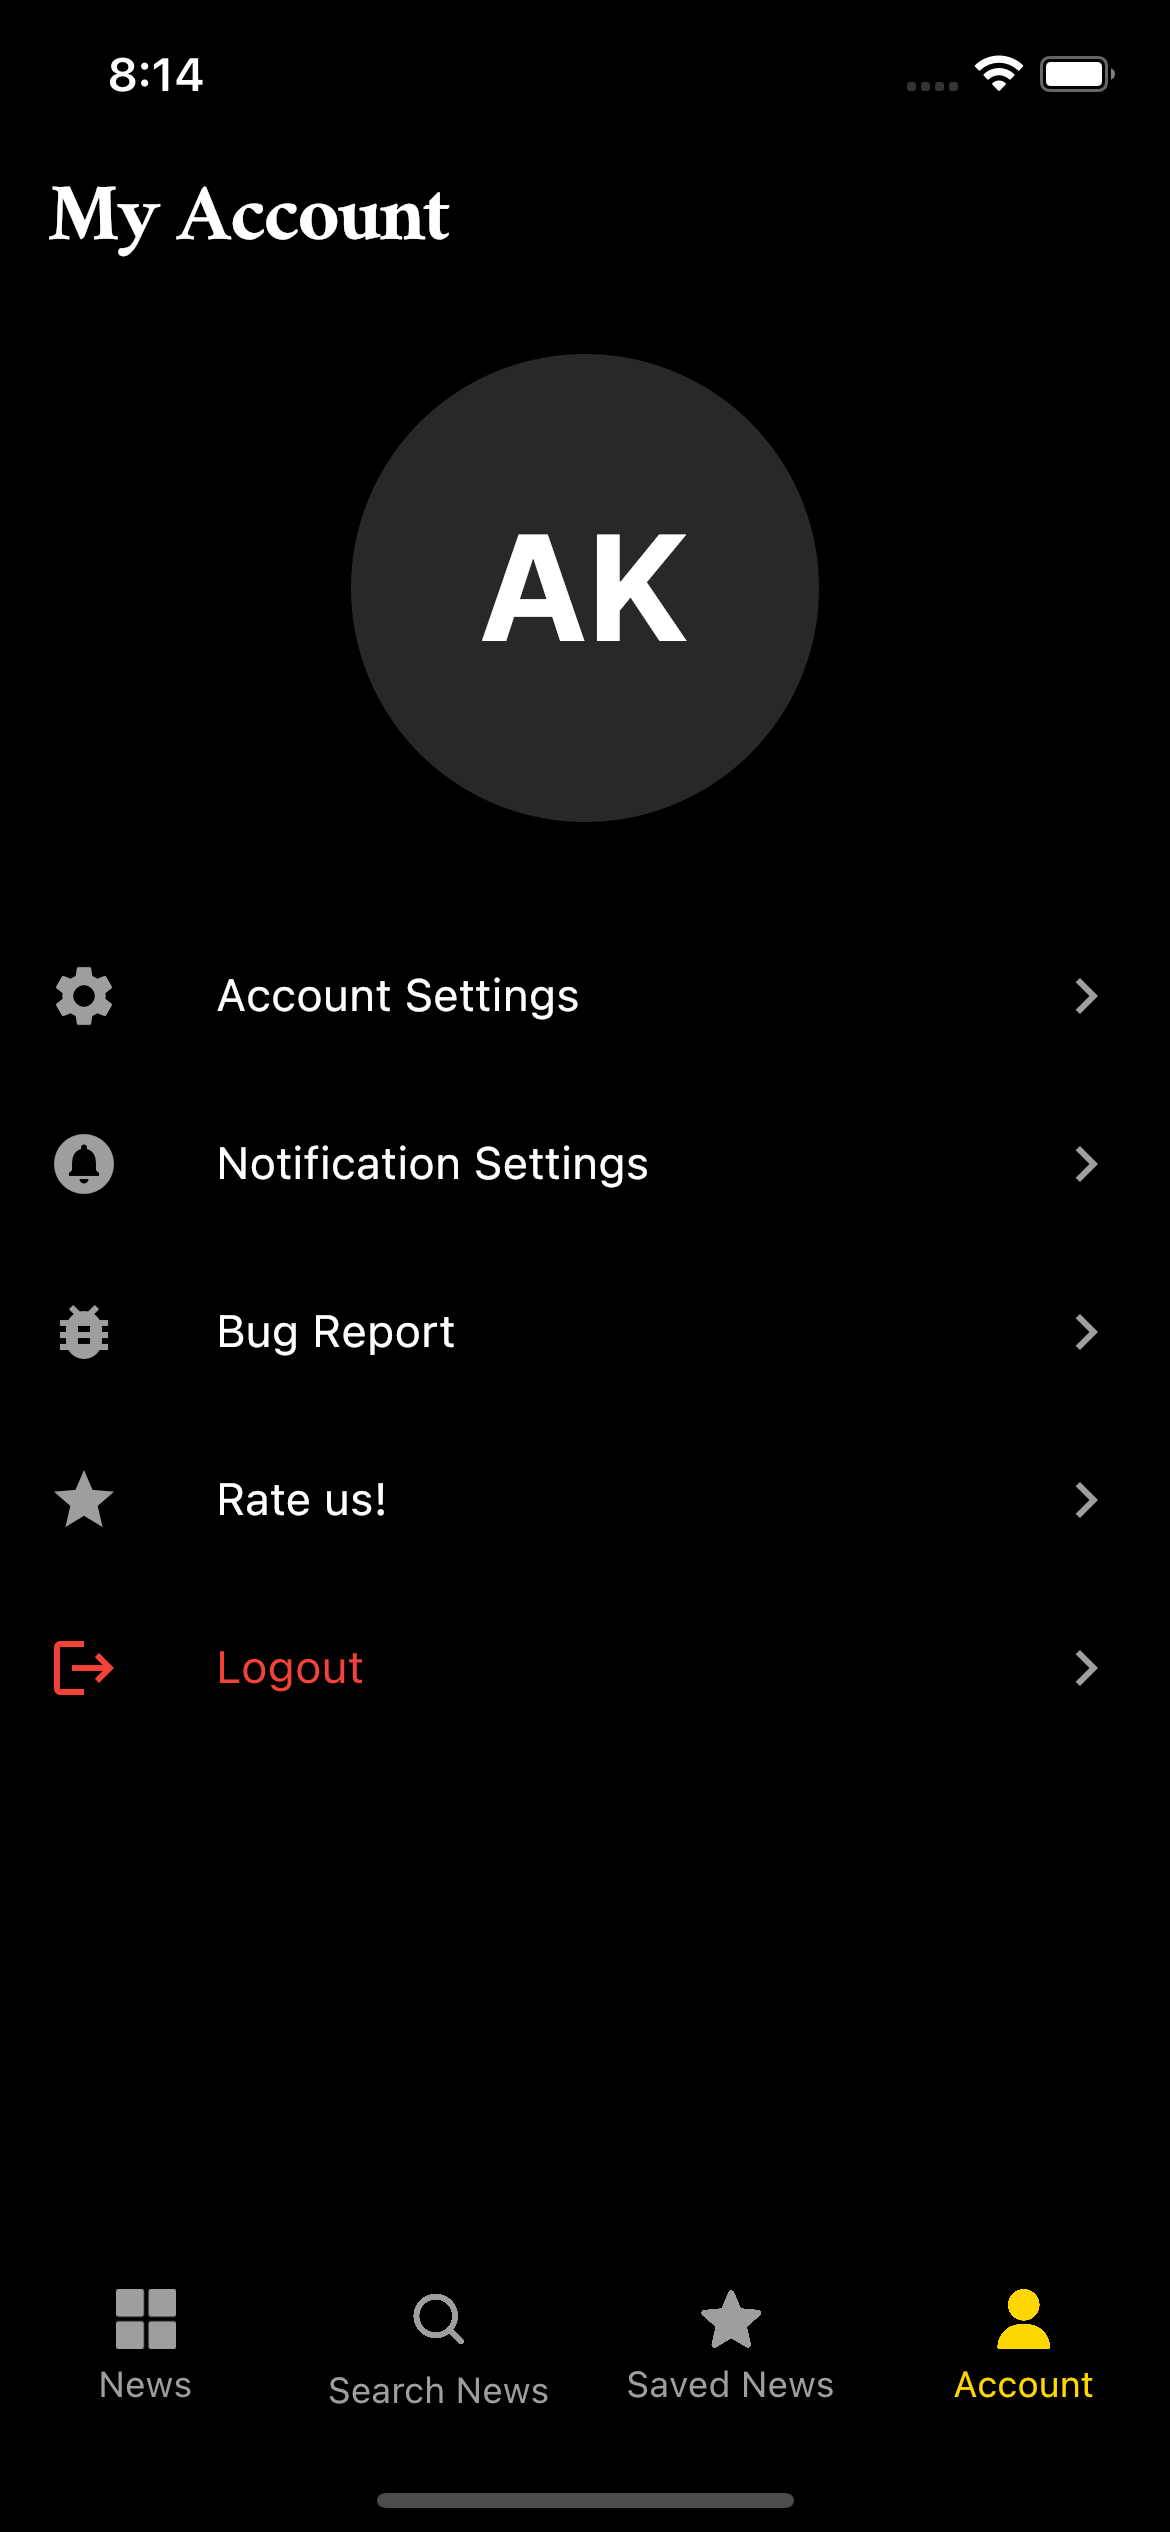 8:14
My Account
AK
Account Settings
Notification Settings
Bug Report
Rate us!
Logout
News
Search News
Saved News
Account